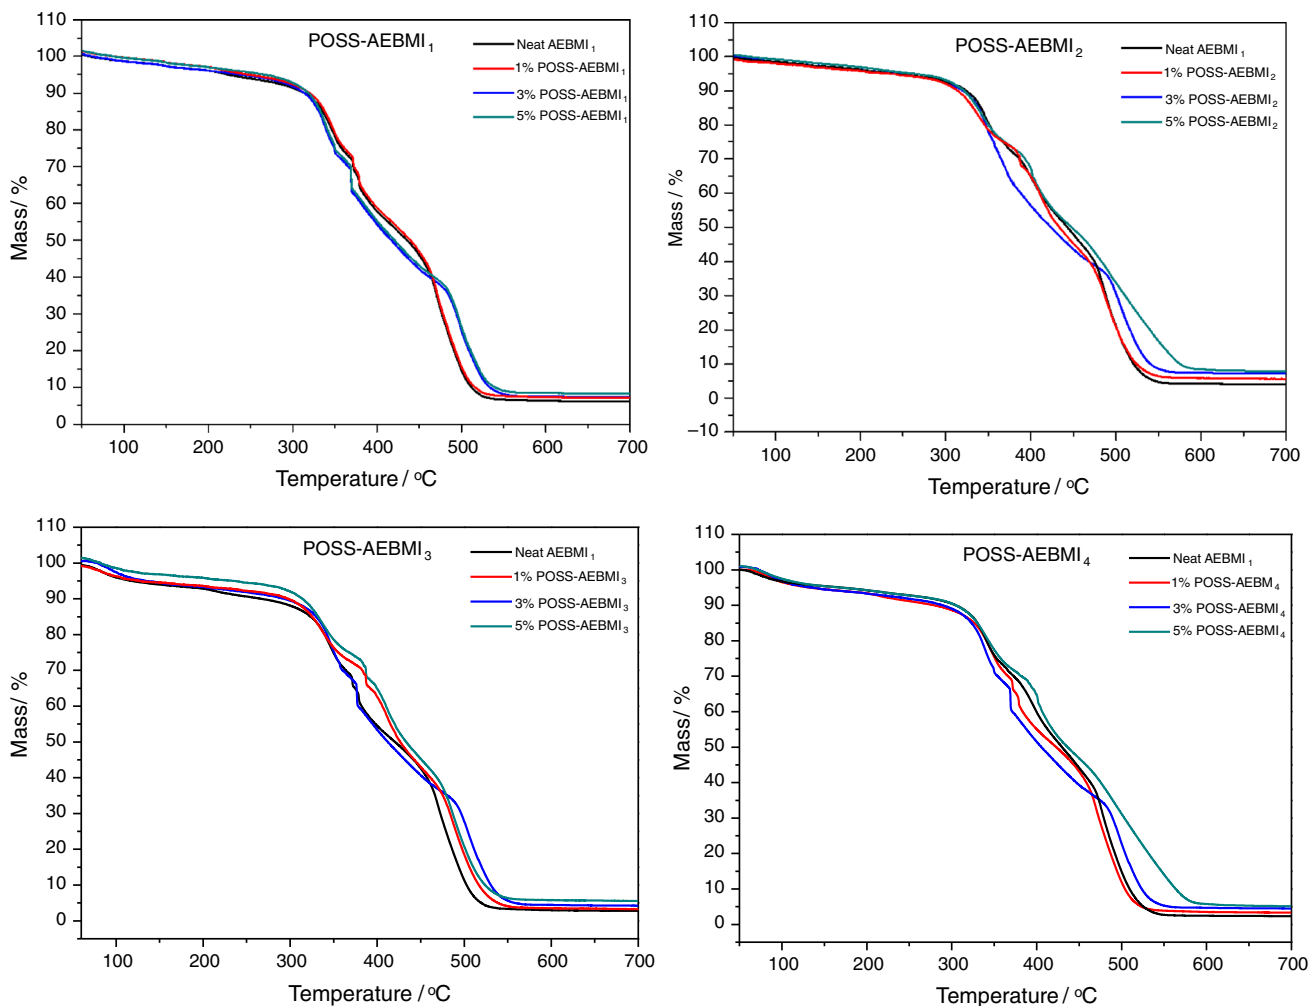 POSS-AEBMI₁
Neat AEBMI₁
1% POSS-AEBMI₁
3% POSS-AEBMI₁
5% POSS-AEBMI₁
110
100
90
80
70
60
50
40
30
20
10
0
Mass/ %
100 200 300 400 500 600 700
Temperature / °C
POSS-AEBMI₂
Neat AEBMI₁
1% POSS-AEBMI₂
3% POSS-AEBMI₂
5% POSS-AEBMI₂
110
100
90
80
70
60
50
40
30
20
10
0
–10
Mass/ %
100 200 300 400 500 600 700
Temperature / °C
POSS-AEBMI₃
Neat AEBMI₁
1% POSS-AEBMI₃
3% POSS-AEBMI₃
5% POSS-AEBMI₃
110
100
90
80
70
60
50
40
30
20
10
0
Mass/ %
100 200 300 400 500 600 700
Temperature / °C
POSS-AEBMI₄
Neat AEBMI₁
1% POSS-AEBM₄
3% POSS-AEBMI₄
5% POSS-AEBMI₄
110
100
90
80
70
60
50
40
30
20
10
0
Mass/ %
100 200 300 400 500 600 700
Temperature / °C